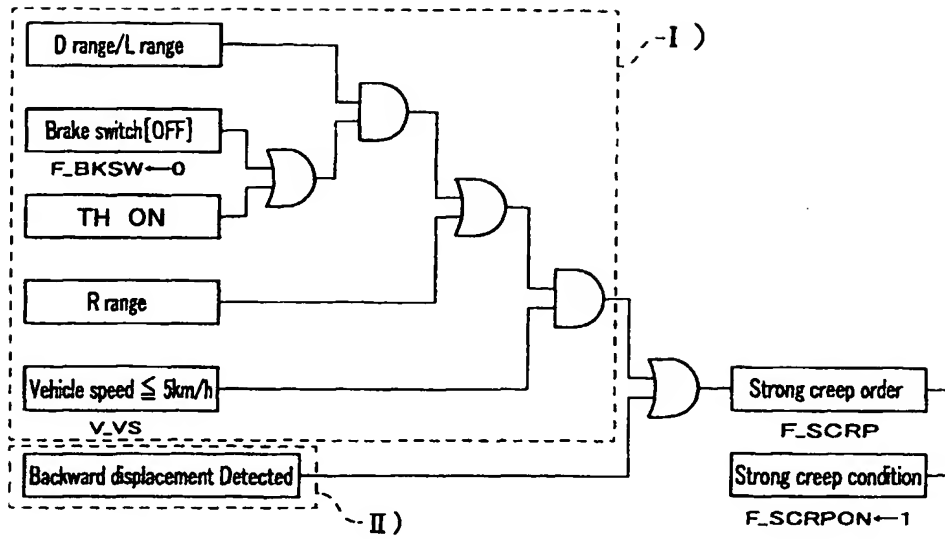 D range/L range
-I )
Brake switch[OFF]
F_BKSW←0
TH ON
R range
Vehicle speed ≦ 5km/h
V_VS
Strong creep order
F_SCRP
Backward displacement Detected
Strong creep condition
F_SCRPON←1
II)